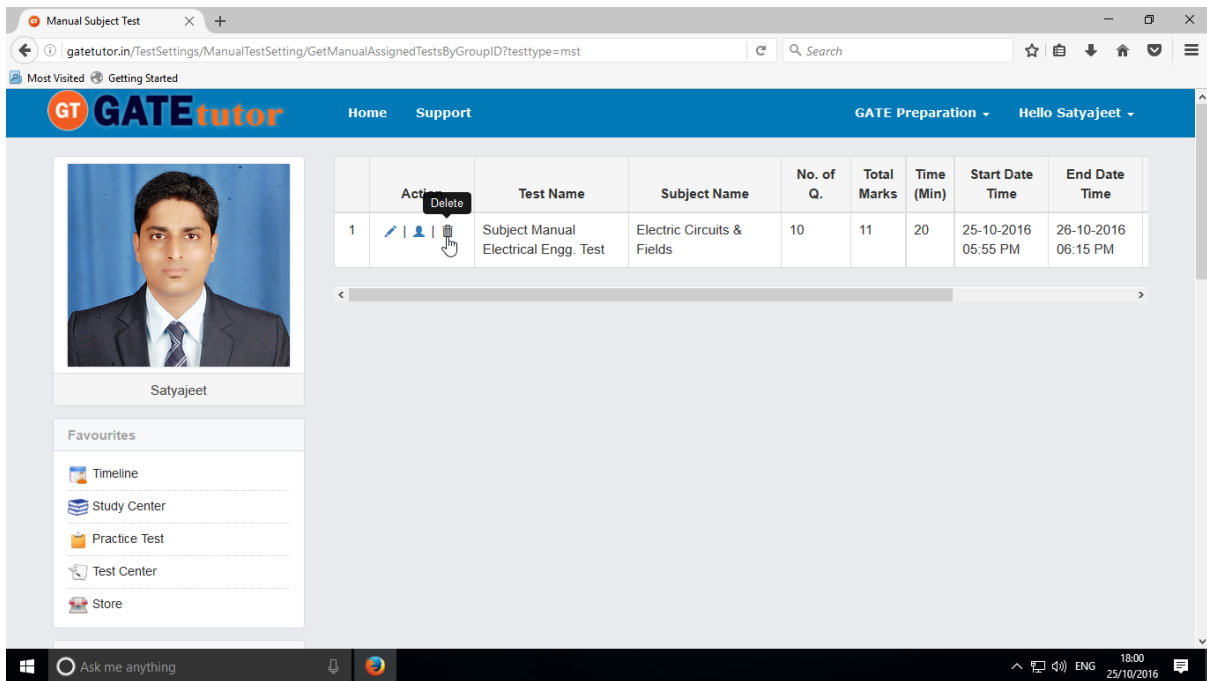 Manual Subject Test
gatetutor.in/TestSettings/ManualTestSetting/GetManualAssignedTestsByGroupID?testtype=mst
Search
Most Visited
Getting Started
GT GATEtutor
Home
Support
GATE Preparation
Hello Satyajeet
Action
Test Name
Subject Name
No. of
Q.
Total
Marks
Time
(Min)
Start Date
Time
End Date
Time
Delete
1
Subject Manual
Electrical Engg. Test
Electric Circuits &
Fields
10
11
20
25-10-2016
05:55 PM
26-10-2016
06:15 PM
Satyajeet
Favourites
Timeline
Study Center
Practice Test
Test Center
Store
Ask me anything
ENG
18:00
25/10/2016